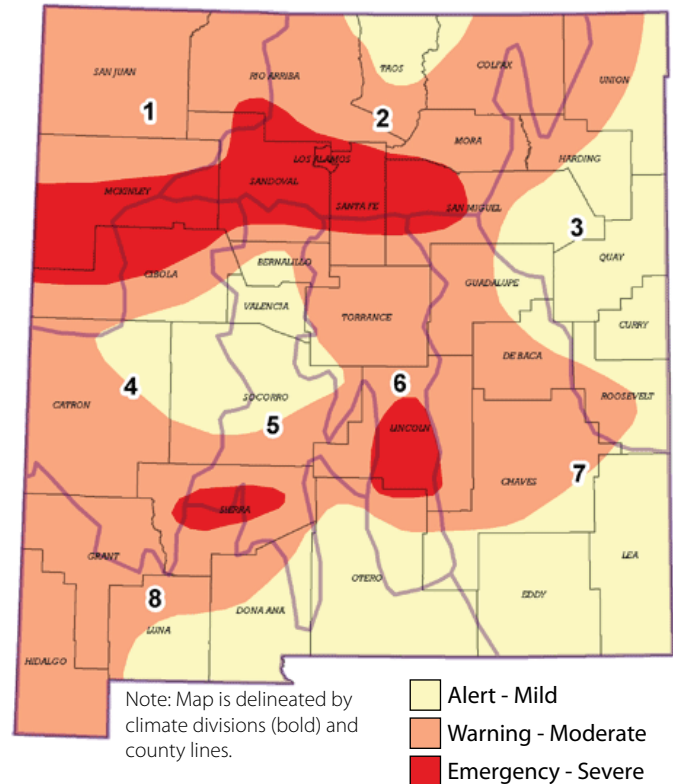 SAN JUAN
RIO ARRIBA
TAOS
COLFAX
UNION
1
2
MORA
HARDING
LOS ALAMOS
MCKINLEY
SANDOVAL
SANTA FE
SAN MIGUEL
3
QUAY
CIBOLA
BERNALILLO
GUADALUPE
VALENCIA
TORRANCE
CURRY
DE BACA
4
6
CATRON
SOCORRO
ROOSEVELT
5
LINCOLN
7
CHAVES
SIERRA
GRANT
LEA
OTERO
EDDY
8
DONA ANA
LUNA
HIDALGO
Note: Map is delineated by
climate divisions (bold) and
county lines.
Alert - Mild
Warning - Moderate
Emergency - Severe